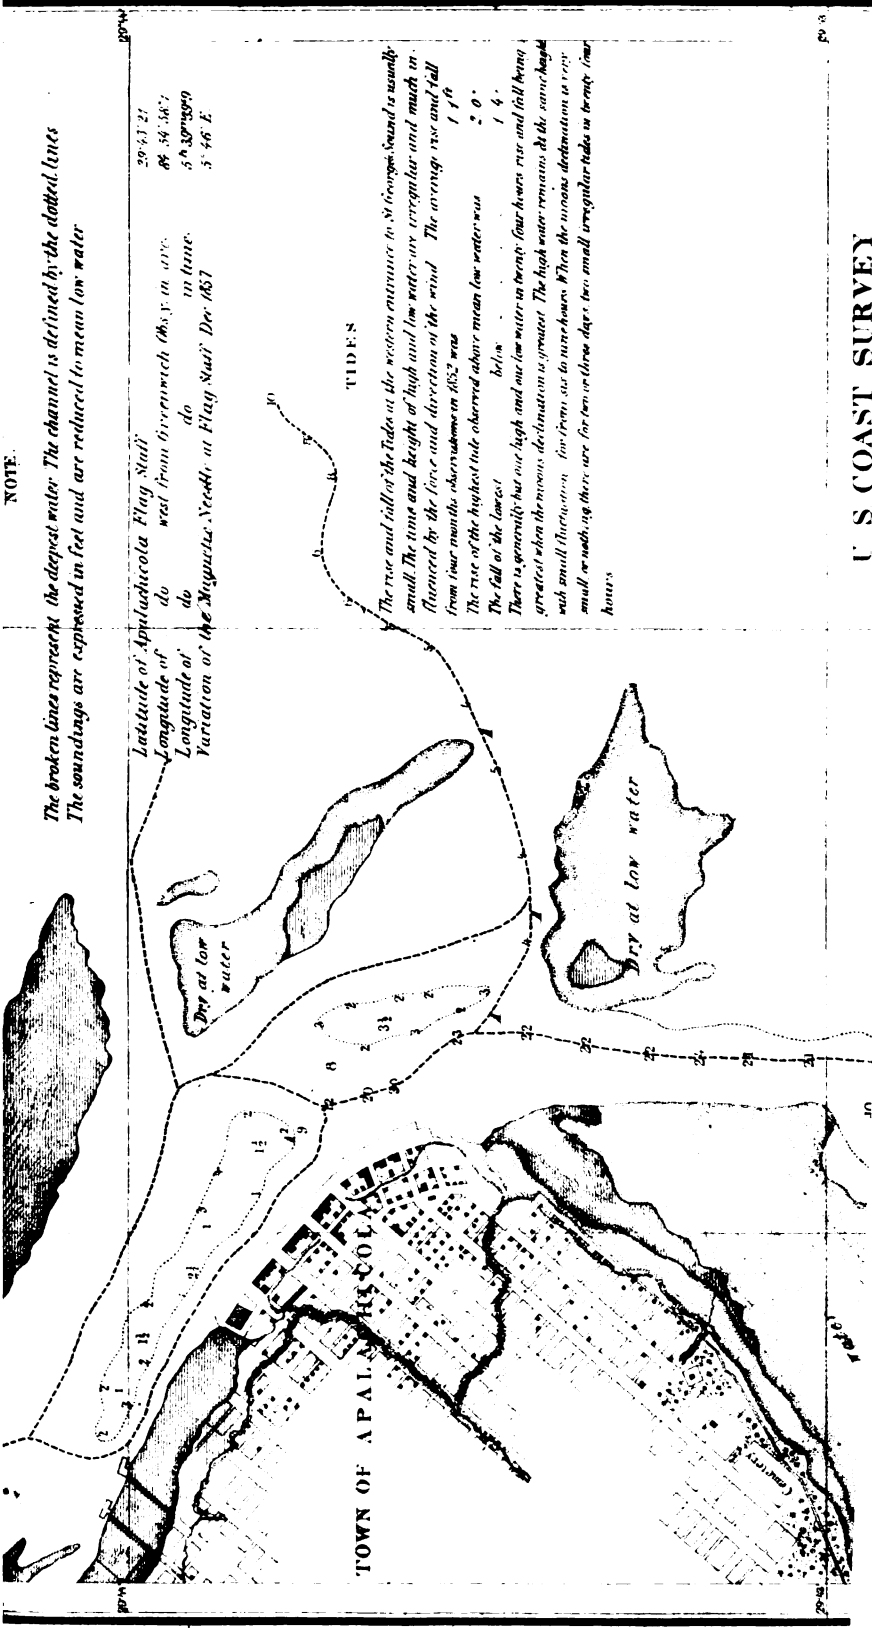 NOTE.
The broken lines represent the deepest water The channel is defined by the dotted lines
The soundings are expressed in feet and are reduced to mean low water
Latitude of Apalachicola Flag Staff 29° 43' 21
Longitude of do west from Greenwich Obsy. in arc
Longitude of do do in time.
Variation of the Magnetic Needle at Flag Staff Dec 1857 5° 46' E
TIDES
The rise and fall of the Tides at the western entrance to St Georges Sound is usually
small. The time and height of high and low water are irregular and much in-
fluenced by the force and direction of the wind The average rise and fall
from four months observations in 1852 was 1 1 ft
The rise of the highest tide observed above mean low water was 2 0
The fall of the lowest below 1 4
There is generally but one high and one low water in twenty four hours rise and fall being
greatest when the moons declination is greatest The high water remains at the same height
with small fluctuation for from six to nine hours When the moons declination is very
small or nothing there are for two or three days two small irregular tides in twenty four
hours
U S COAST SURVEY
Dry at low
water
Dry at low water
TOWN OF APALACHICOLA
Cemetery